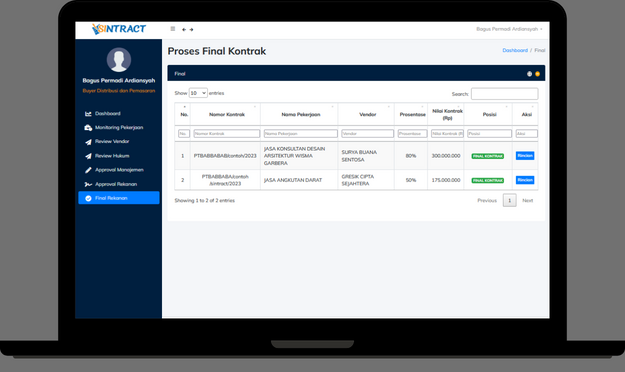 SINTRACT
Bagus Permadi Ardiansyah
Bagus Permadi Ardiansyah
Buyer Distribusi dan Pemasaran
Dashboard
Monitoring Pekerjaan
Review Vendor
Review Hukum
Approval Manajemen
Approval Rekanan
Final Rekanan
Proses Final Kontrak
Dashboard / Final
Final
Show 10 entries
Search:
No. Nomor Kontrak Nama Pekerjaan Vendor Prosentase Nilai Kontrak (Rp) Posisi Aksi
No. Nomor Kontrak Nama Pekerjaan Vendor Prosentase Nilai Kontrak (R Posisi Aksi
1 PTBABBABAB/contoh/2023 JASA KONSULTAN DESAIN ARSITEKTUR WISMA GARBERA SURYA BUANA SENTOSA 80% 300.000.000 FINAL KONTRAK Rincian
2 PTBABBABA/contoh /sintract/2023 JASA ANGKUTAN DARAT GRESIK CIPTA SEJAHTERA 50% 175.000.000 FINAL KONTRAK Rincian
Showing 1 to 2 of 2 entries
Previous 1 Next